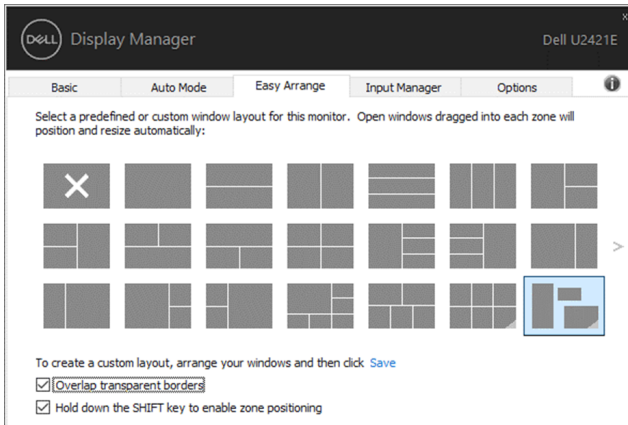 DELL Display Manager Dell U2421E
x
Basic Auto Mode Easy Arrange Input Manager Options i
Select a predefined or custom window layout for this monitor. Open windows dragged into each zone will
position and resize automatically:
>
To create a custom layout, arrange your windows and then click Save
Overlap transparent borders
Hold down the SHIFT key to enable zone positioning